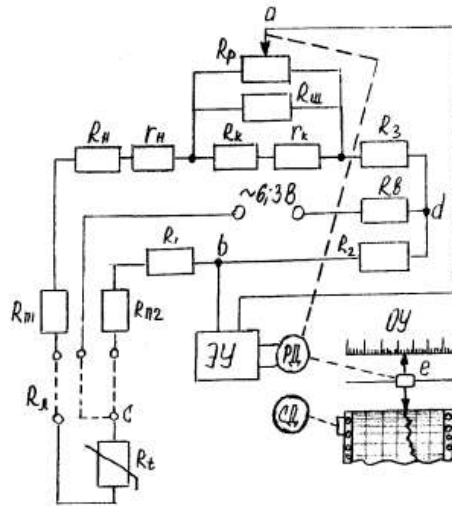 a
Rр
Rш
Rн rн Rк rк R3
~6,3В Rв
d
R1 b R2
Rп1 Rп2
ЭУ РД ОУ
e
Rл c СД
Rt